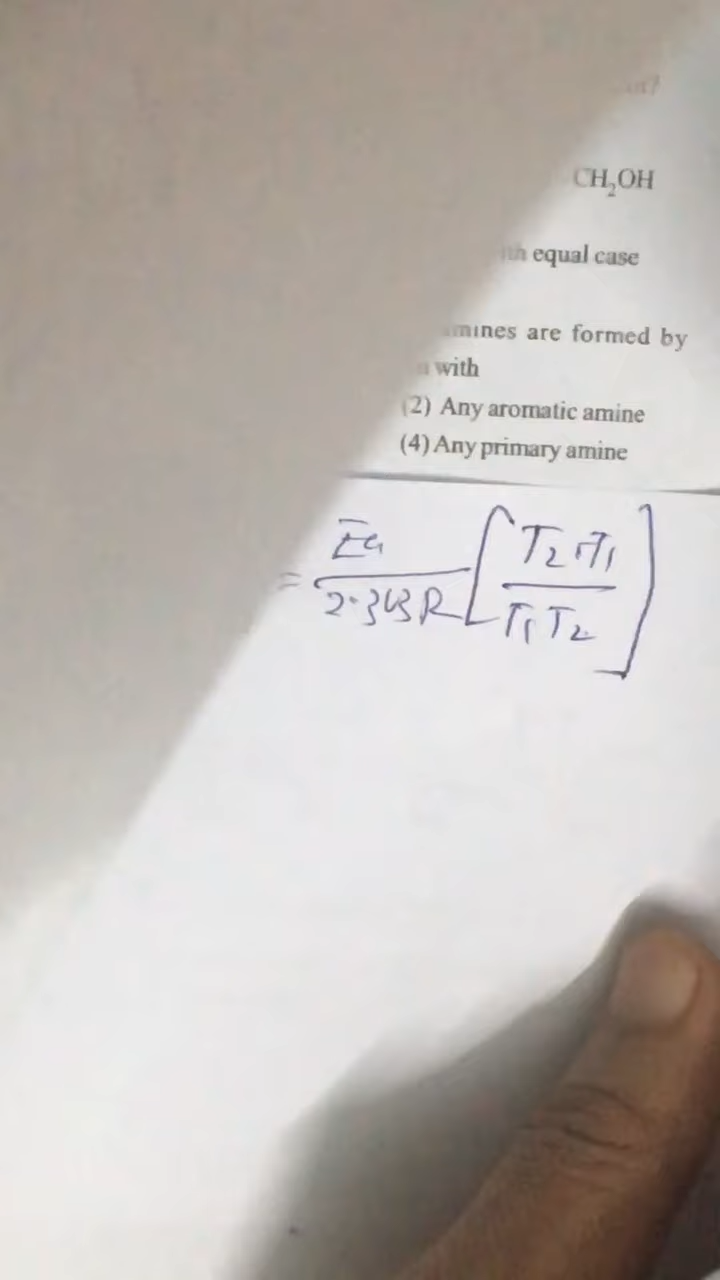 CH₂OH
equal case
are formed by
with
(2) Any aromatic amine
(4) Any primary amine
= Ea / 2.303R [T₂-T₁ / T₁T₂]